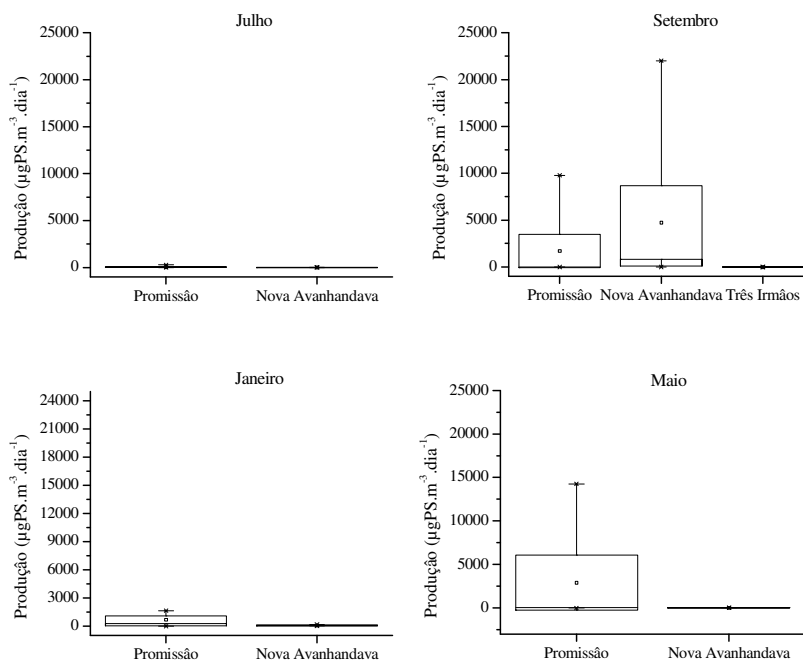 Julho
25000
20000
15000
10000
5000
0
Produção (µgPS.m-3.dia-1)
Promissão Nova Avanhandava
Setembro
25000
20000
15000
10000
5000
0
Produção (µgPS.m-3.dia-1)
Promissão Nova Avanhandava Três Irmãos
Janeiro
24000
21000
18000
15000
12000
9000
6000
3000
0
Produção (µgPS.m-3.dia-1)
Promissão Nova Avanhandava
Maio
25000
20000
15000
10000
5000
0
Produção (µgPS.m-3.dia-1)
Promissão Nova Avanhandava